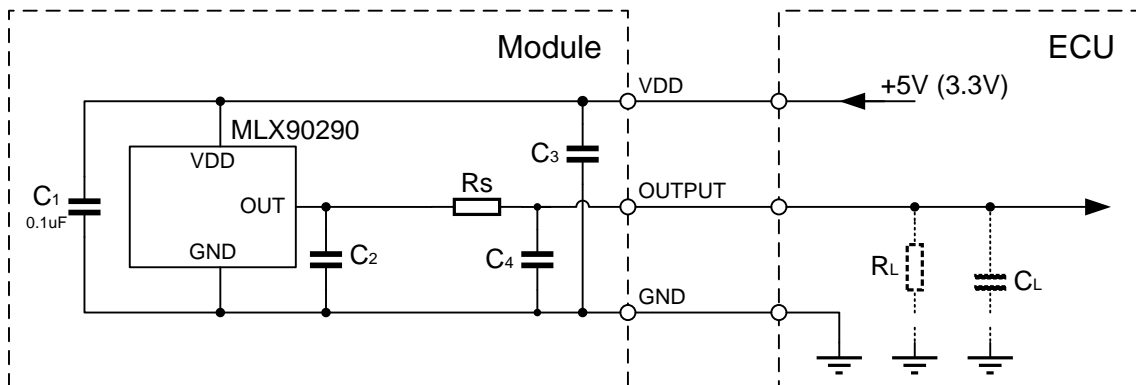 Module
ECU
VDD
+5V (3.3V)
MLX90290
VDD
C3
C1
0.1uF
OUT
Rs
OUTPUT
GND
C2
C4
RL
CL
GND